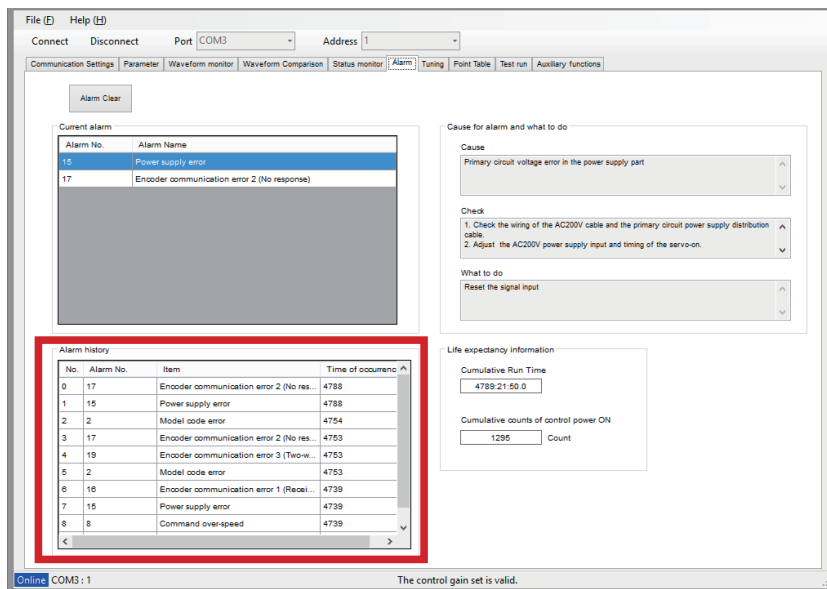 File (F) Help (H)
Connect Disconnect Port COM3 Address 1
Communication Settings Parameter Waveform monitor Waveform Comparison Status monitor Alarm Tuning Point Table Test run Auxiliary functions
Alarm Clear
Current alarm
Alarm No. Alarm Name
15 Power supply error
17 Encoder communication error 2 (No response)
Cause for alarm and what to do
Cause
Primary circuit voltage error in the power supply part
Check
1. Check the wiring of the AC200V cable and the primary circuit power supply distribution
cable.
2. Adjust the AC200V power supply input and timing of the servo-on.
What to do
Reset the signal input
Alarm history
No. Alarm No. Item Time of occurrenc
0 17 Encoder communication error 2 (No res... 4788
1 15 Power supply error 4788
2 2 Model code error 4754
3 17 Encoder communication error 2 (No res... 4753
4 19 Encoder communication error 3 (Two-w... 4753
5 2 Model code error 4753
6 16 Encoder communication error 1 (Recei... 4739
7 15 Power supply error 4739
8 8 Command over-speed 4739
Life expectancy information
Cumulative Run Time
4789:21:50.0
Cumulative counts of control power ON
1295 Count
Online COM3 : 1 The control gain set is valid.